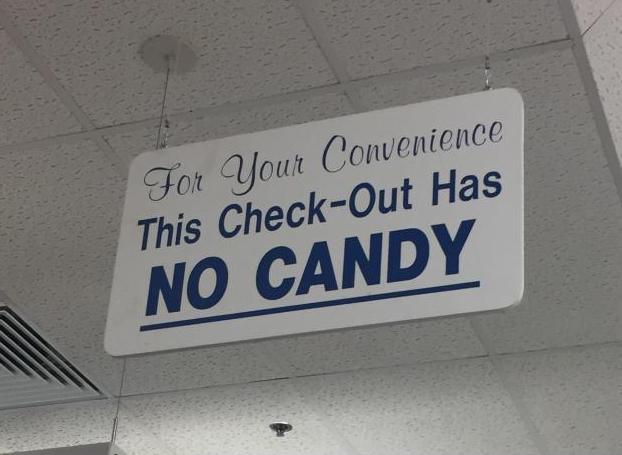 For Your Convenience
This Check-Out Has
NO CANDY